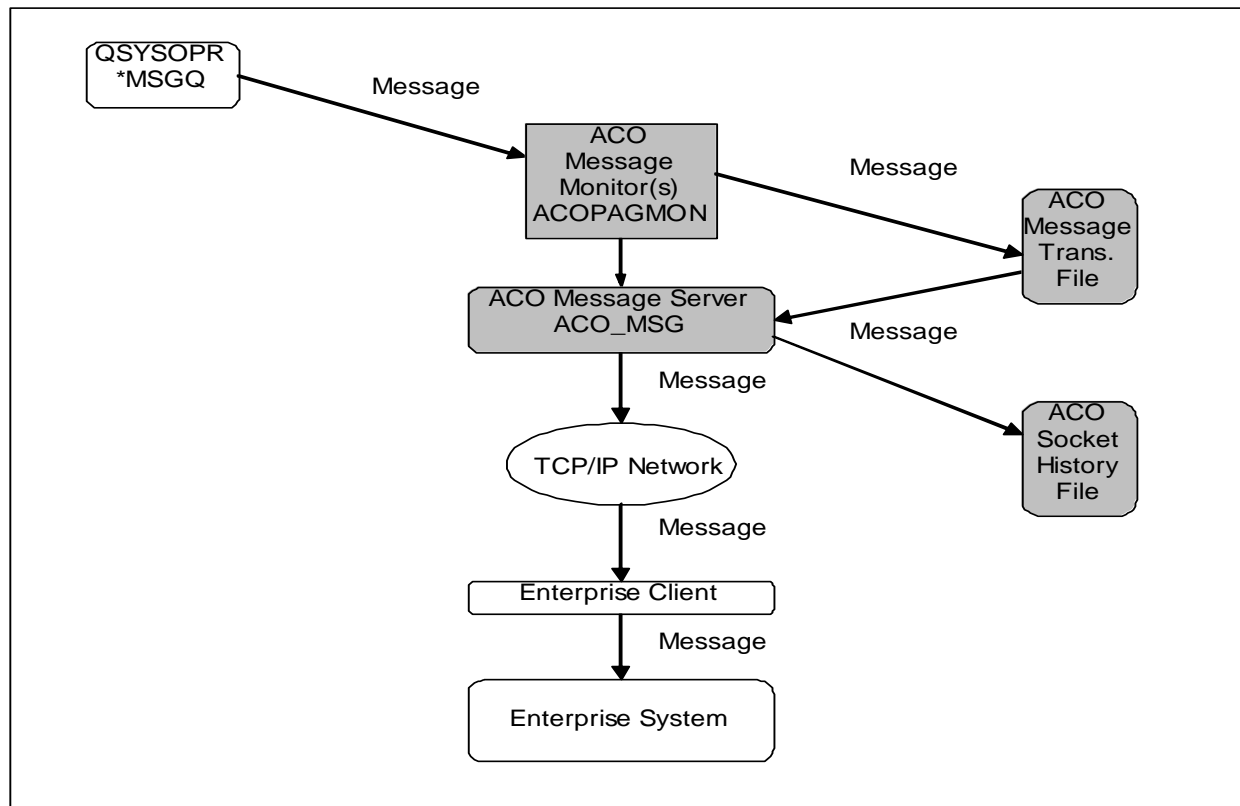 QSYSOPR
*MSGQ
Message
ACO
Message
Monitor(s)
ACOPAGMON
Message
ACO
Message
Trans.
File
ACO Message Server
ACO_MSG
Message
Message
ACO
Socket
History
File
TCP/IP Network
Message
Enterprise Client
Message
Enterprise System